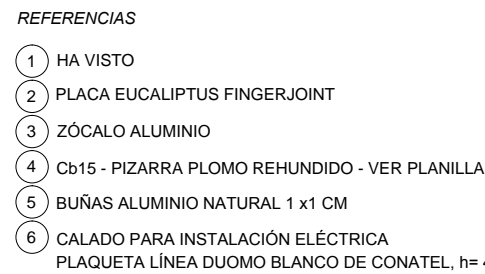 REFERENCIAS
1 HA VISTO
2 PLACA EUCALIPTUS FINGERJOINT
3 ZÓCALO ALUMINIO
4 Cb15 - PIZARRA PLOMO REHUNDIDO - VER PLANILLA
5 BUÑAS ALUMINIO NATURAL 1 x1 CM
6 CALADO PARA INSTALACIÓN ELÉCTRICA
PLAQUETA LÍNEA DUOMO BLANCO DE CONATEL, h=